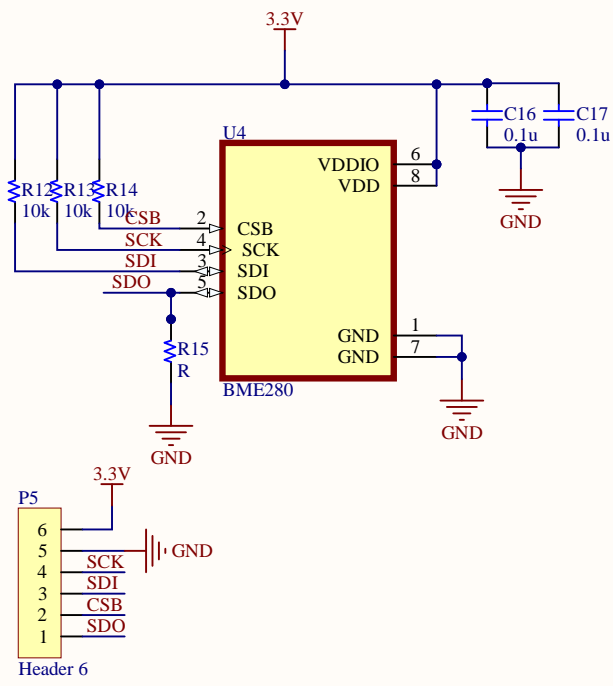 3.3V
U4
C16
0.1u
C17
0.1u
R12
10k
R13
10k
R14
10k
CSB
SCK
SDI
SDO
2
4
3
5
CSB
SCK
SDI
SDO
VDDIO
VDD
6
8
GND
GND
GND
1
7
R15
R
BME280
GND
GND
3.3V
P5
6
5
4
3
2
1
GND
SCK
SDI
CSB
SDO
Header 6